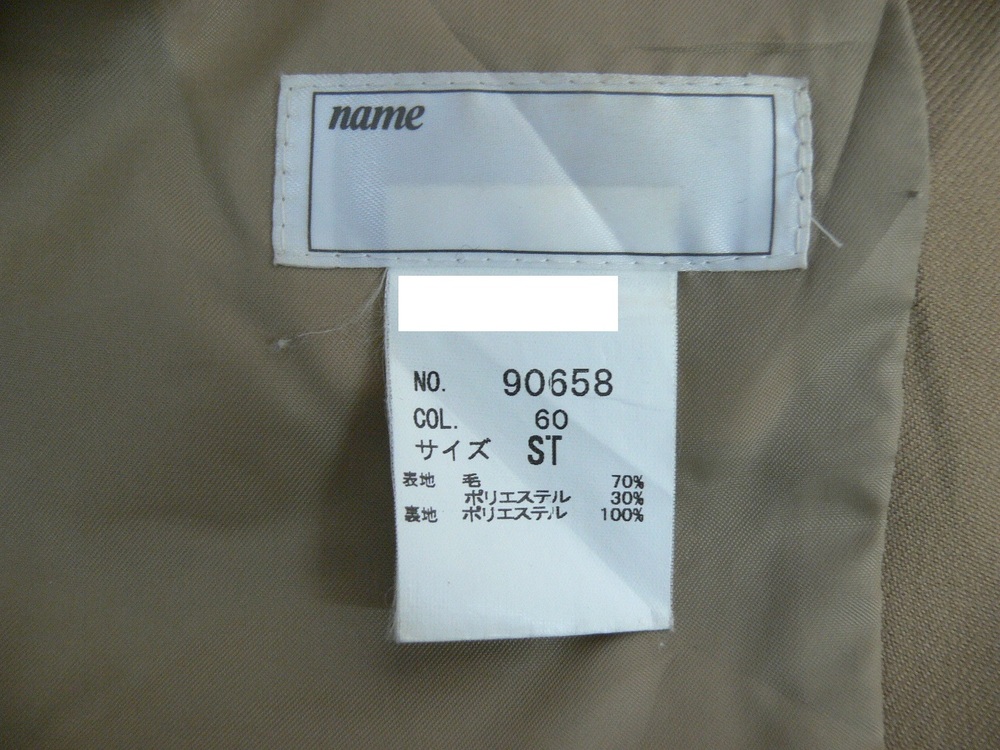 name
NO. 90658
COL. 60
サイズ ST
表地 毛 70%
ポリエステル 30%
裏地 ポリエステル 100%